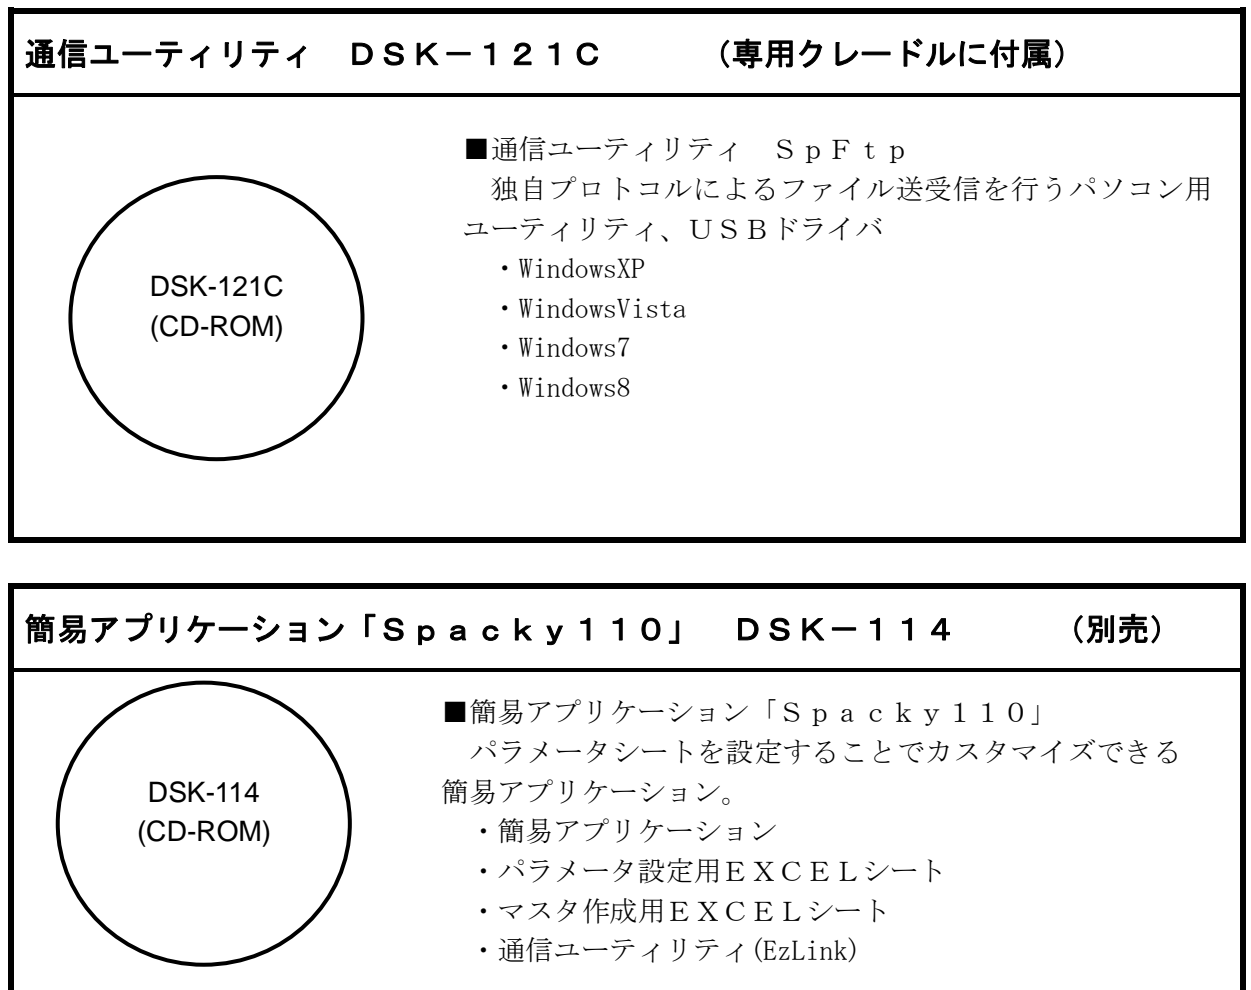 通信ユーティリティ　ＤＳＫ－１２１Ｃ　　　（専用クレードルに付属）
DSK-121C
(CD-ROM)
■通信ユーティリティ　ＳｐＦｔｐ
独自プロトコルによるファイル送受信を行うパソコン用
ユーティリティ、ＵＳＢドライバ
・WindowsXP
・WindowsVista
・Windows7
・Windows8
簡易アプリケーション「Ｓｐａｃｋｙ１１０」　ＤＳＫ－１１４　　　（別売）
DSK-114
(CD-ROM)
■簡易アプリケーション「Ｓｐａｃｋｙ１１０」
パラメータシートを設定することでカスタマイズできる
簡易アプリケーション。
・簡易アプリケーション
・パラメータ設定用ＥＸＣＥＬシート
・マスタ作成用ＥＸＣＥＬシート
・通信ユーティリティ(EzLink)